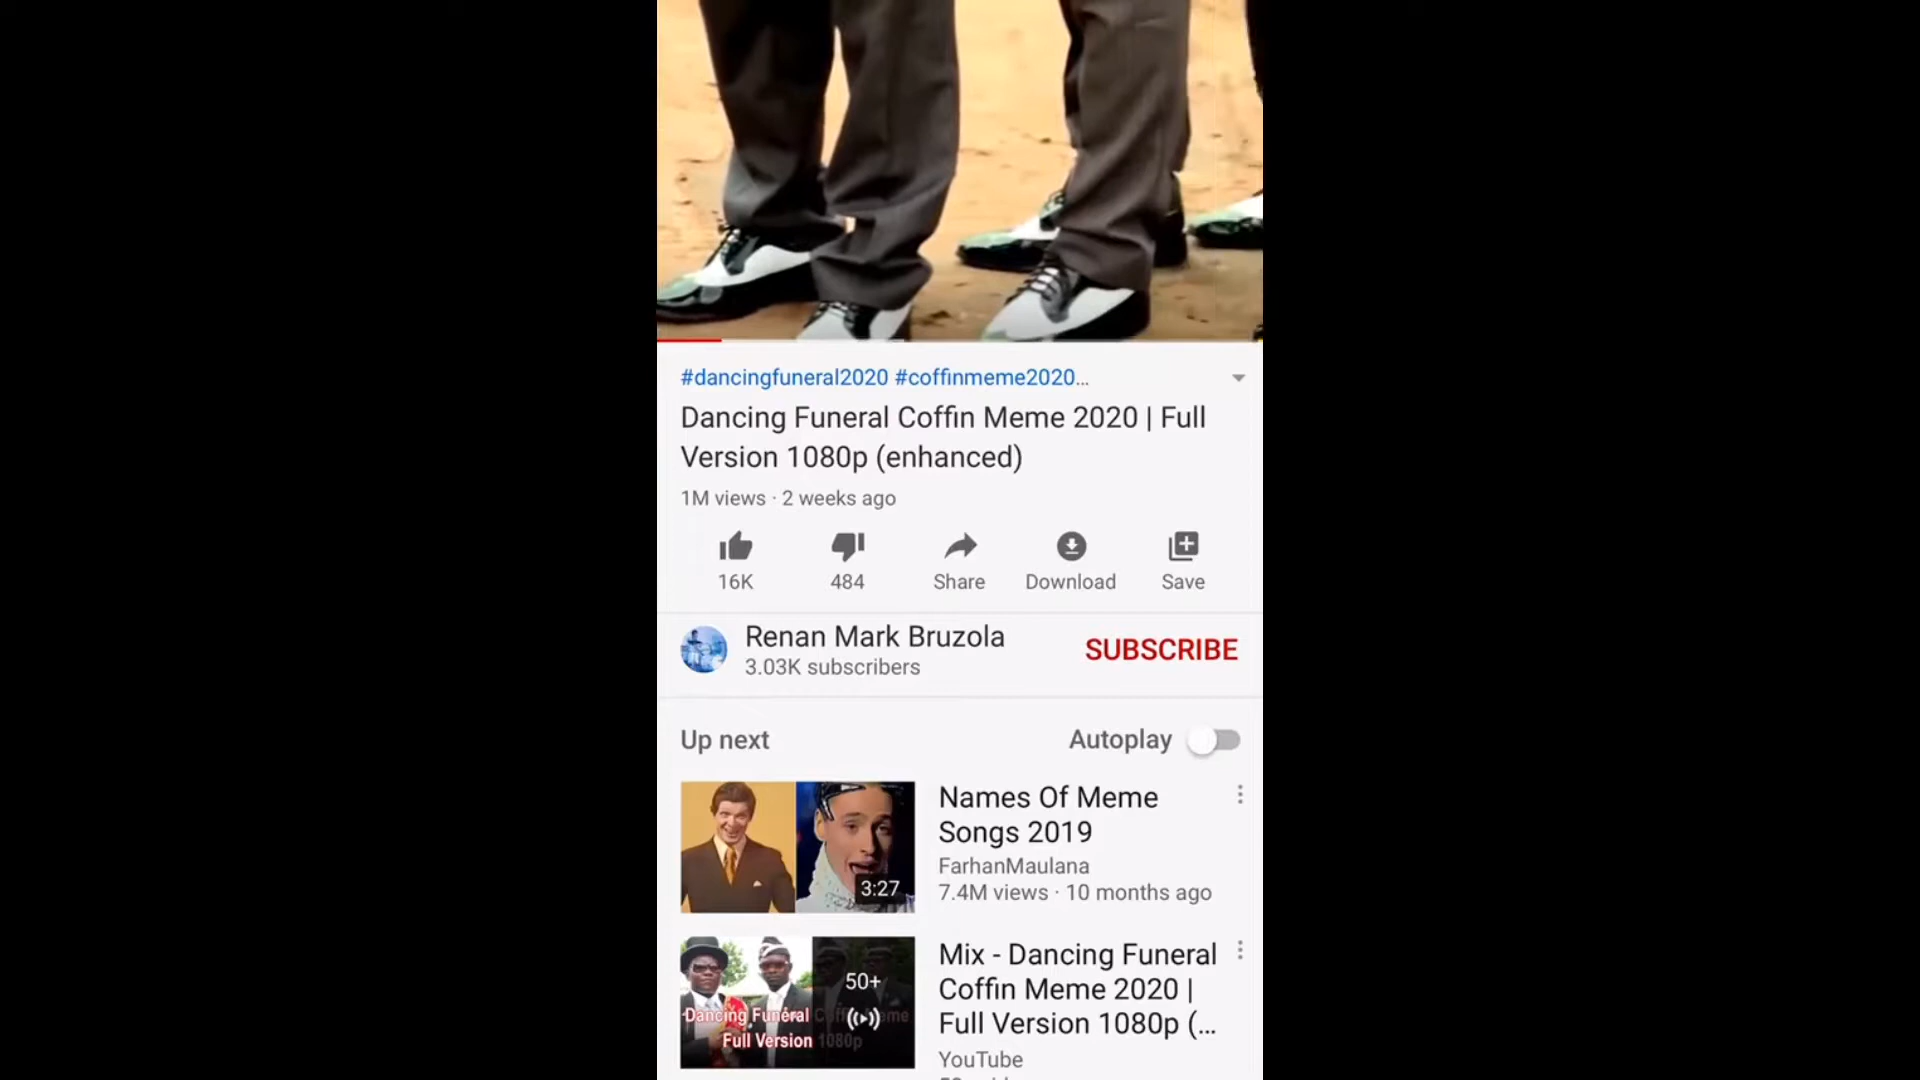 #dancingfuneral2020 #coffinmeme2020...
Dancing Funeral Coffin Meme 2020 | Full
Version 1080p (enhanced)
1M views · 2 weeks ago
16K
484
Share
Download
Save
Renan Mark Bruzola
3.03K subscribers
SUBSCRIBE
Up next
Autoplay
3:27
Names Of Meme
Songs 2019
FarhanMaulana
7.4M views · 10 months ago
50+
Dancing Funeral Coffin Meme
Full Version 1080p
Mix - Dancing Funeral
Coffin Meme 2020 |
Full Version 1080p (...
YouTube